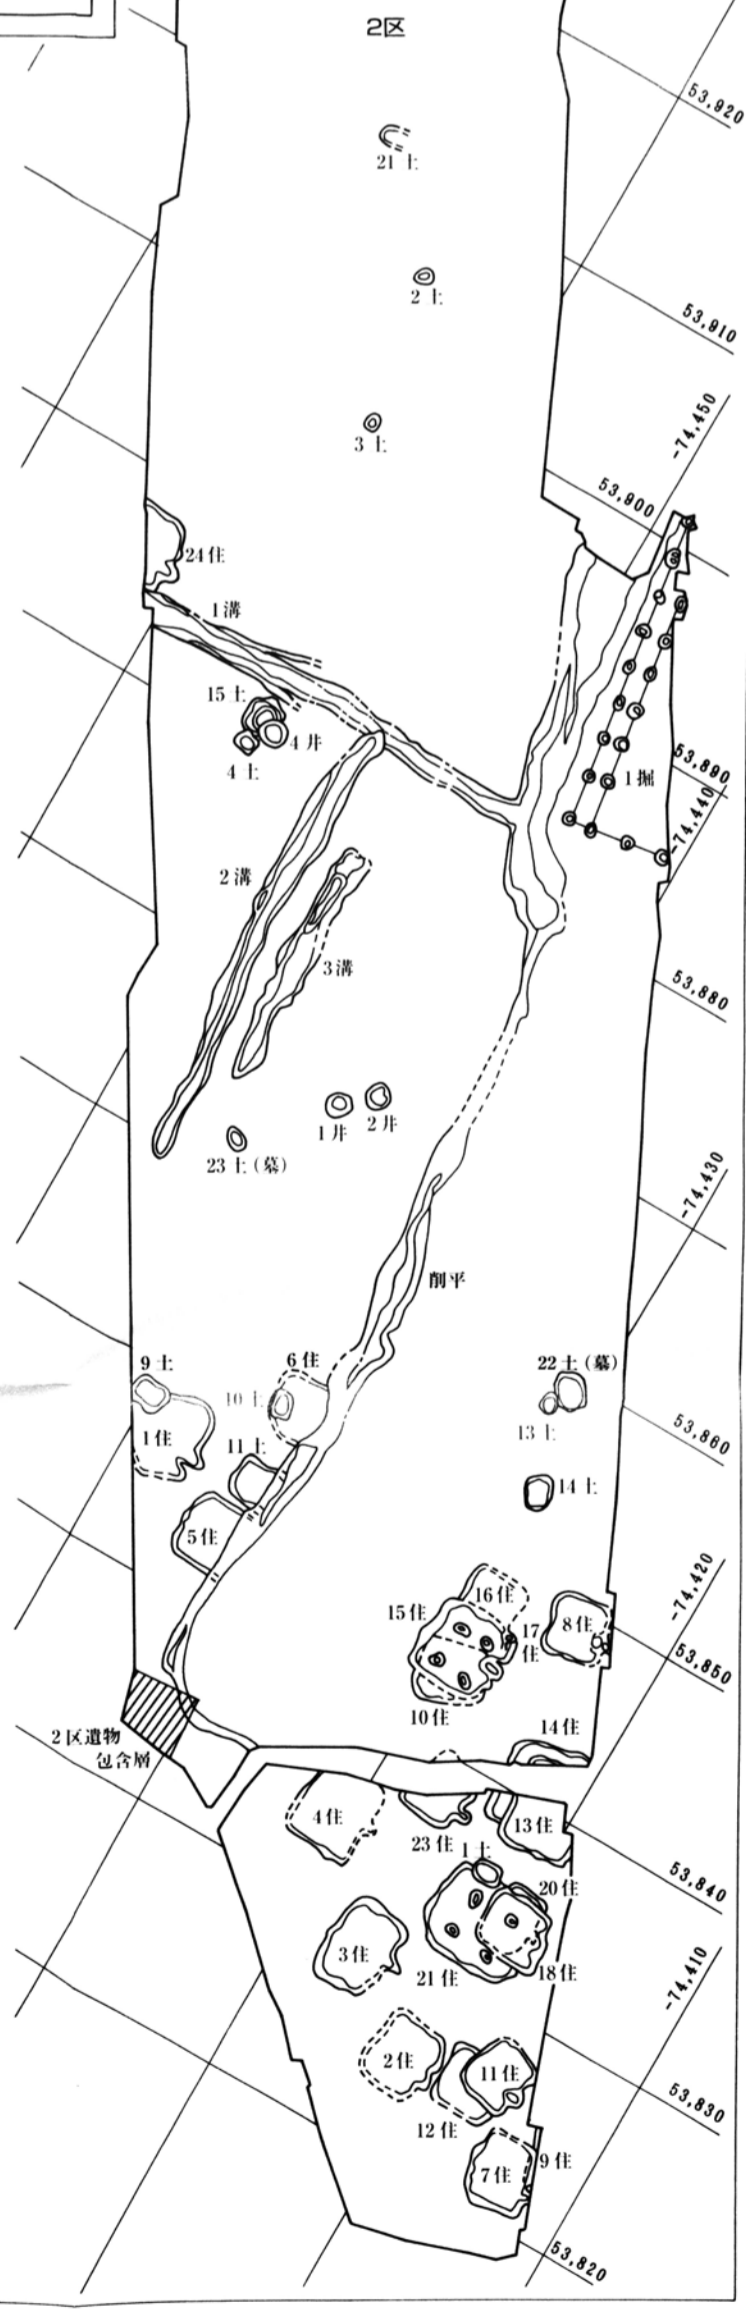 2区
53,920
21土
2土
53,910
3土
-74,450
53,900
24住
1溝
15土
4井
4土
53,890
1掘
-74,440
2溝
3溝
53,880
1井
2井
23土(墓)
-74,430
削平
9土
6住
22土(墓)
10土
13土
1住
11土
53,860
14土
5住
-74,420
16住
15住
17住
8住
53,850
10住
14住
2区遺物
包含層
4住
23住
13住
1土
53,840
20住
3住
21住
18住
-74,410
2住
11住
53,830
12住
9住
7住
53,820